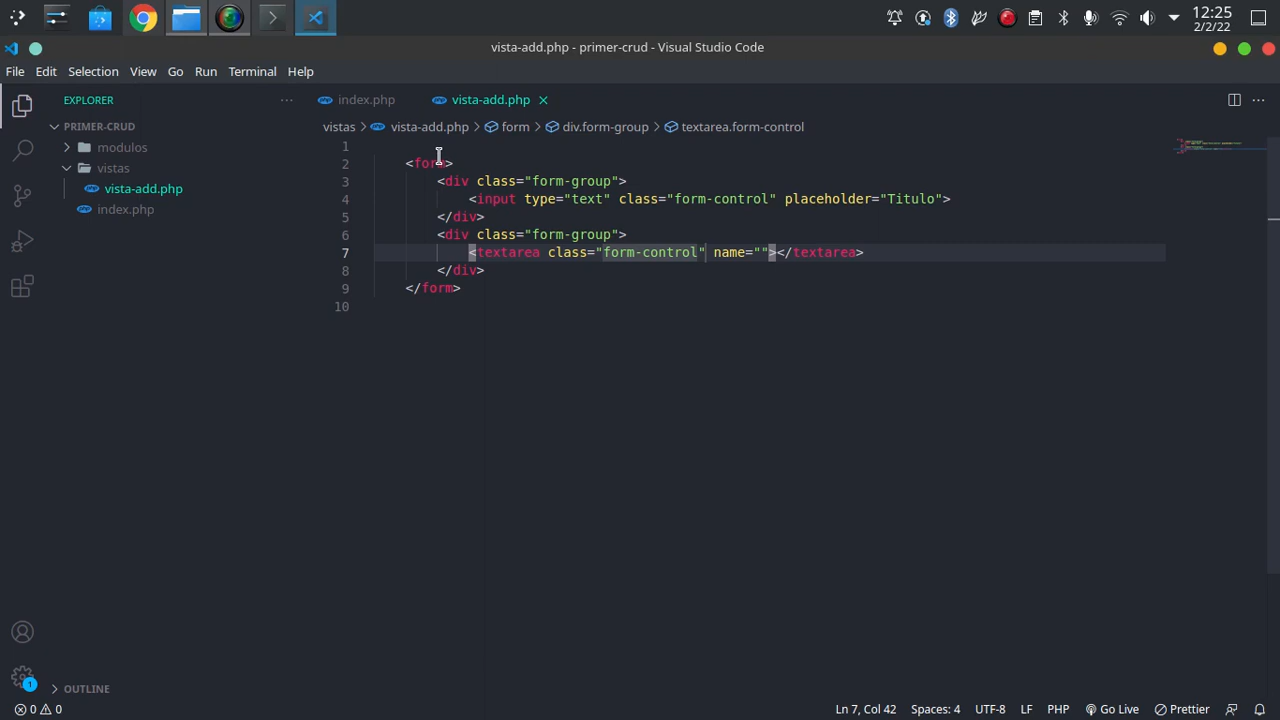 12:25
2/2/22
vista-add.php - primer-crud - Visual Studio Code
File Edit Selection View Go Run Terminal Help
EXPLORER
index.php
vista-add.php
PRIMER-CRUD
modulos
vistas
vista-add.php
index.php
vistas > vista-add.php > form > div.form-group > textarea.form-control
1
2 <form>
3 <div class="form-group">
4 <input type="text" class="form-control" placeholder="Titulo">
5 </div>
6 <div class="form-group">
7 <textarea class="form-control" name=""></textarea>
8 </div>
9 </form>
10
1
OUTLINE
0 0
Ln 7, Col 42 Spaces: 4 UTF-8 LF PHP Go Live Prettier